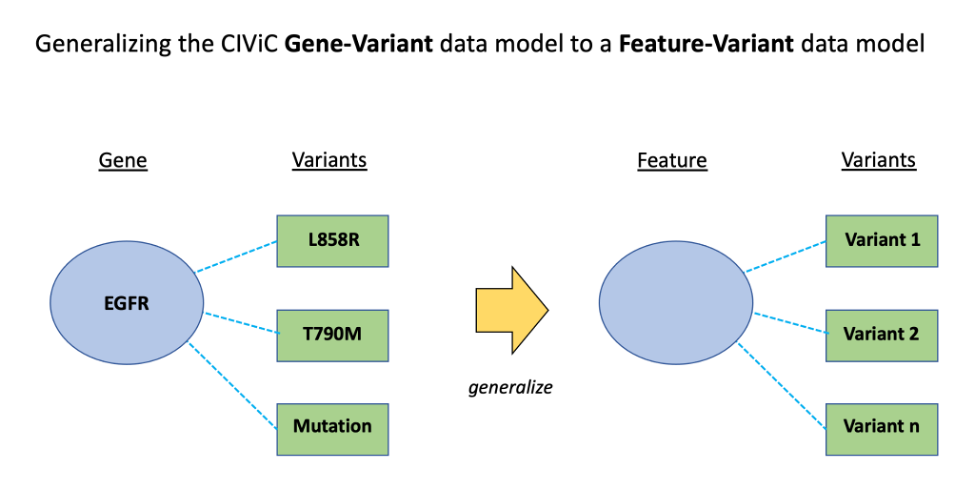 Generalizing the CIViC Gene-Variant data model to a Feature-Variant data model
Gene
Variants
Feature
Variants
L858R
EGFR
T790M
Mutation
generalize
Variant 1
Variant 2
Variant n